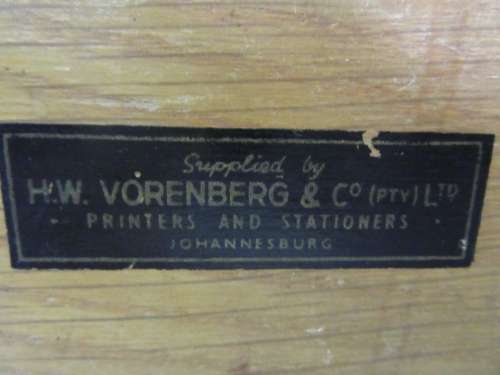 Supplied by
H.W. VORENBERG & Co (PTY) LTD
· PRINTERS AND STATIONERS ·
JOHANNESBURG